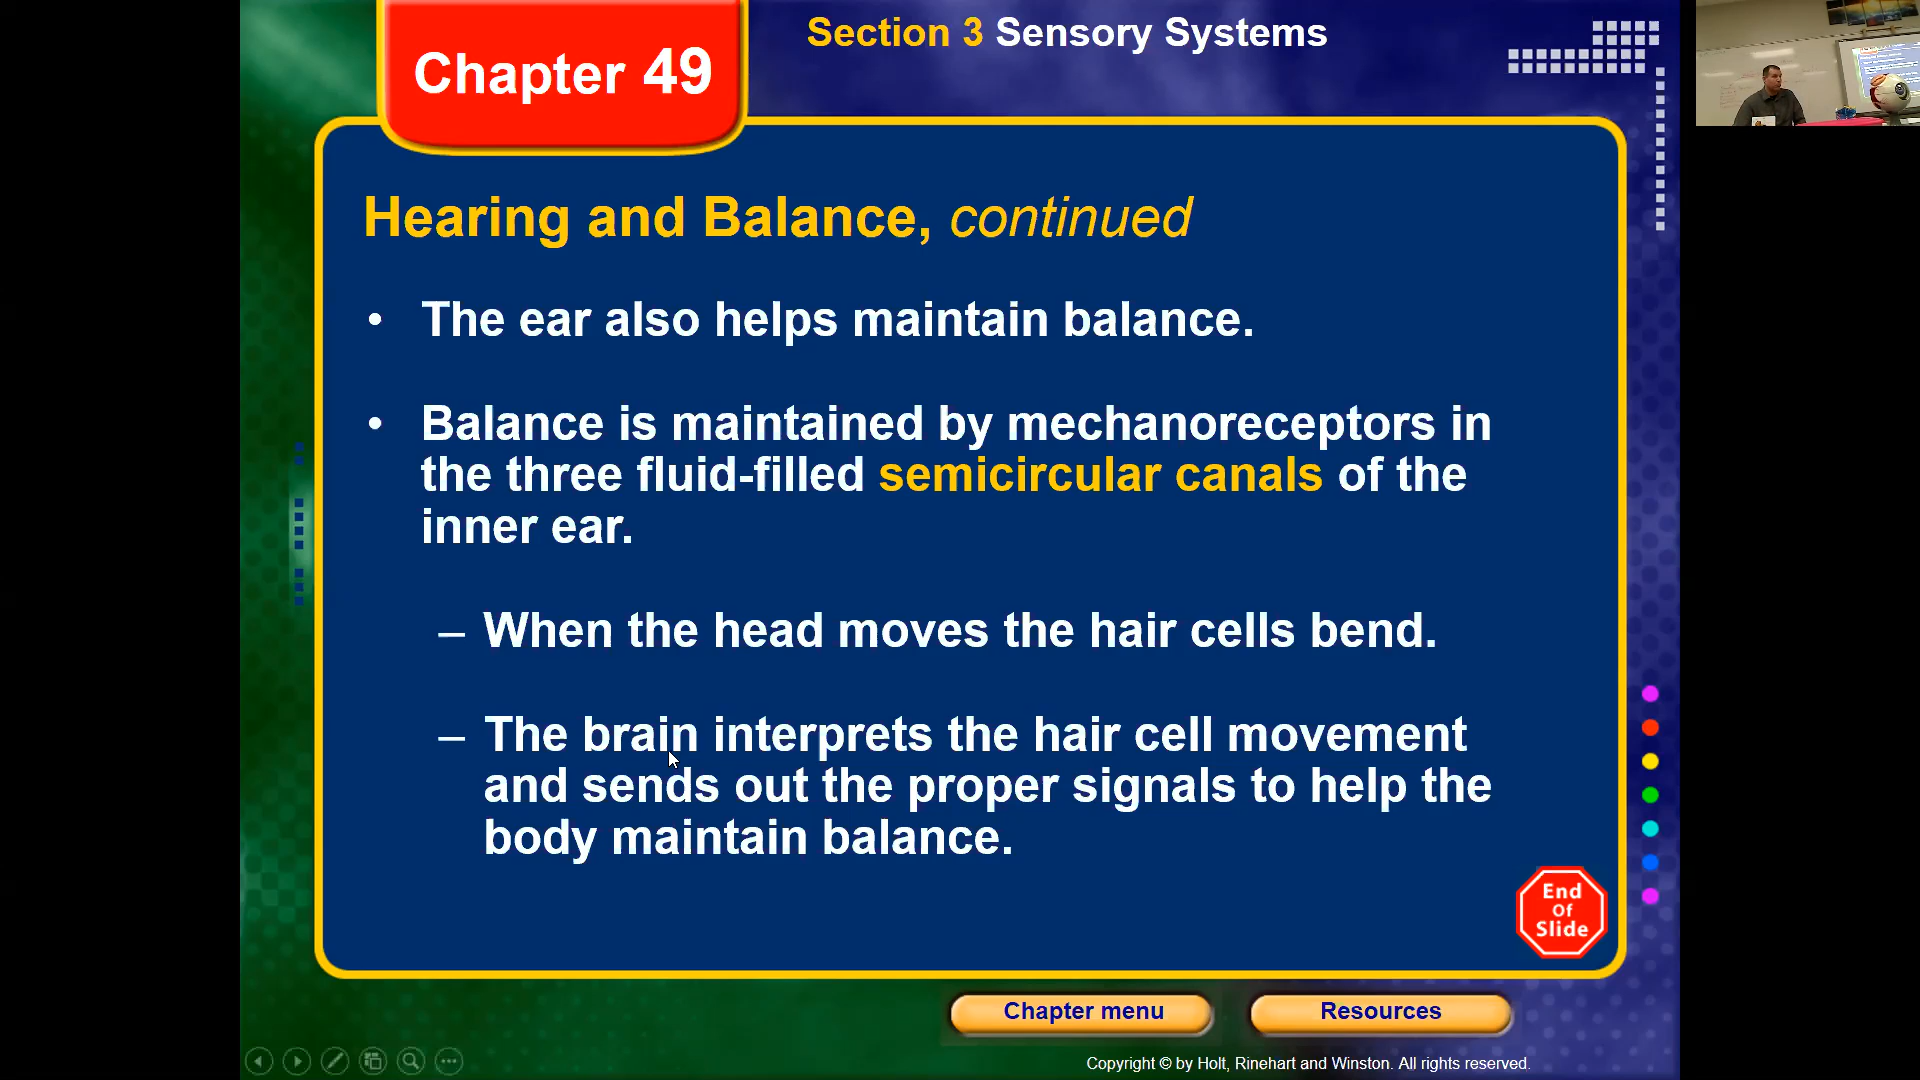 Chapter 49
Section 3 Sensory Systems
Hearing and Balance, continued
• The ear also helps maintain balance.
• Balance is maintained by mechanoreceptors in
the three fluid-filled semicircular canals of the
inner ear.
– When the head moves the hair cells bend.
– The brain interprets the hair cell movement
and sends out the proper signals to help the
body maintain balance.
End
Of
Slide
Chapter menu
Resources
Copyright © by Holt, Rinehart and Winston. All rights reserved.